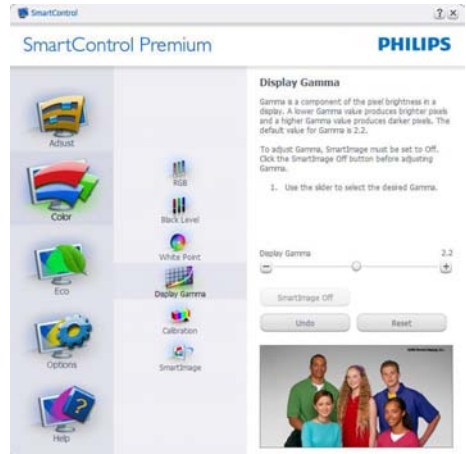 SmartControl
? X
SmartControl Premium
PHILIPS
Adjust
Color
Eco
Options
Help
RGB
Black Level
White Point
Display Gamma
Calibration
SmartImage
Display Gamma
Gamma is a component of the pixel brightness in a
display. A lower Gamma value produces brighter pixels
and a higher Gamma value produces darker pixels. The
default value for Gamma is 2.2.
To adjust Gamma, SmartImage must be set to Off.
Click the SmartImage Off button before adjusting
Gamma.
1. Use the slider to select the desired Gamma.
Display Gamma 2.2
SmartImage Off
Undo Reset